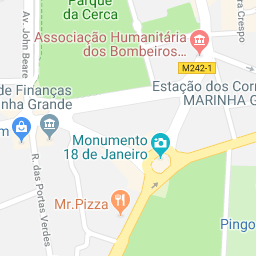 Parque
da Cerca
Crespo
Av. John Beare
Associação Humanitária
dos Bombeiros...
M242-1
de Finanças
inha Grande
Estação dos Corr
MARINHA G
m
R. das Portas Verdes
Monumento
18 de Janeiro
Mr.Pizza
Pingo